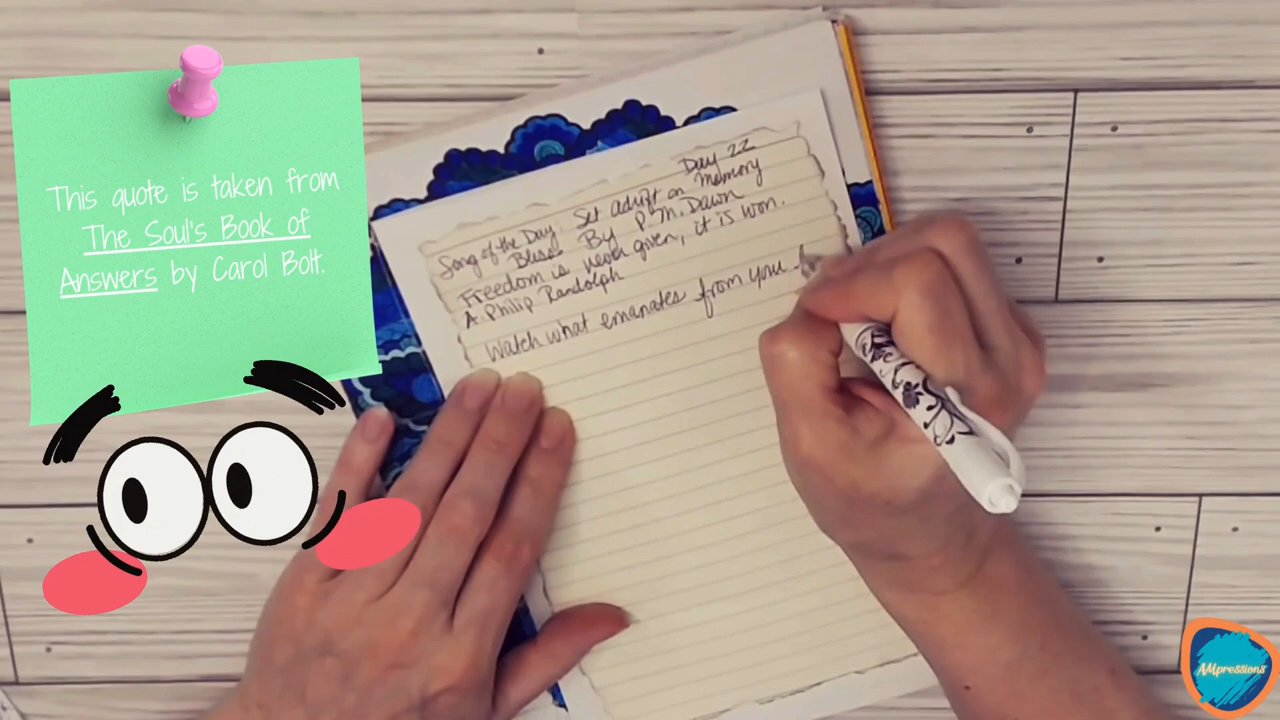 This quote is taken from
The Soul's Book of
Answers by Carol Bolt.
Day 22
Song of the Day Set adrift on Memory
Bliss By P.M. Dawn
Freedom is never given, it is won.
A. Philip Randolph
Watch what emanates from your
AMpressions